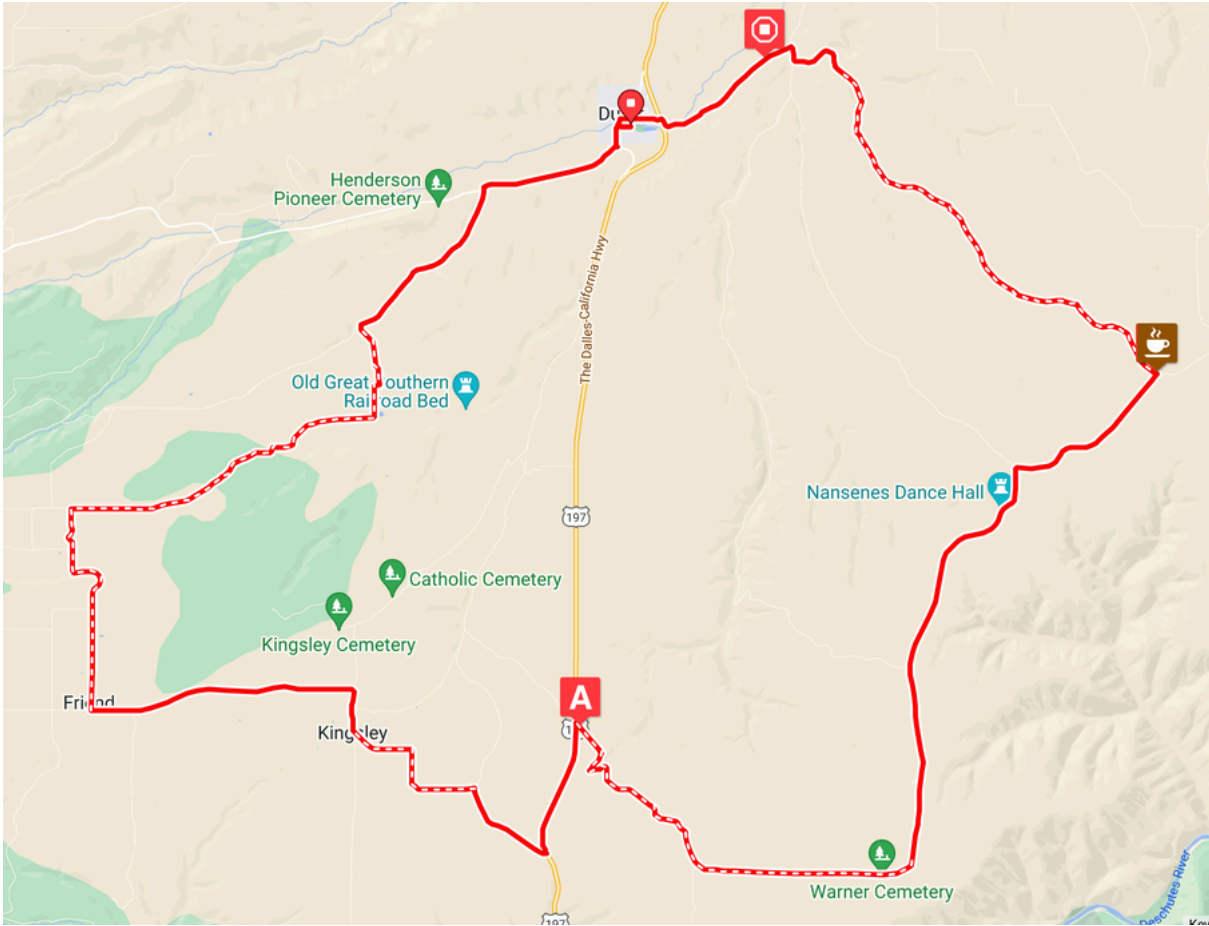 Henderson
Pioneer Cemetery
The Dalles-California Hwy
Old Great Southern
Railroad Bed
Nansenes Dance Hall
197
Catholic Cemetery
Kingsley Cemetery
A
Friend
Kingsley
Warner Cemetery
Deschutes River
197